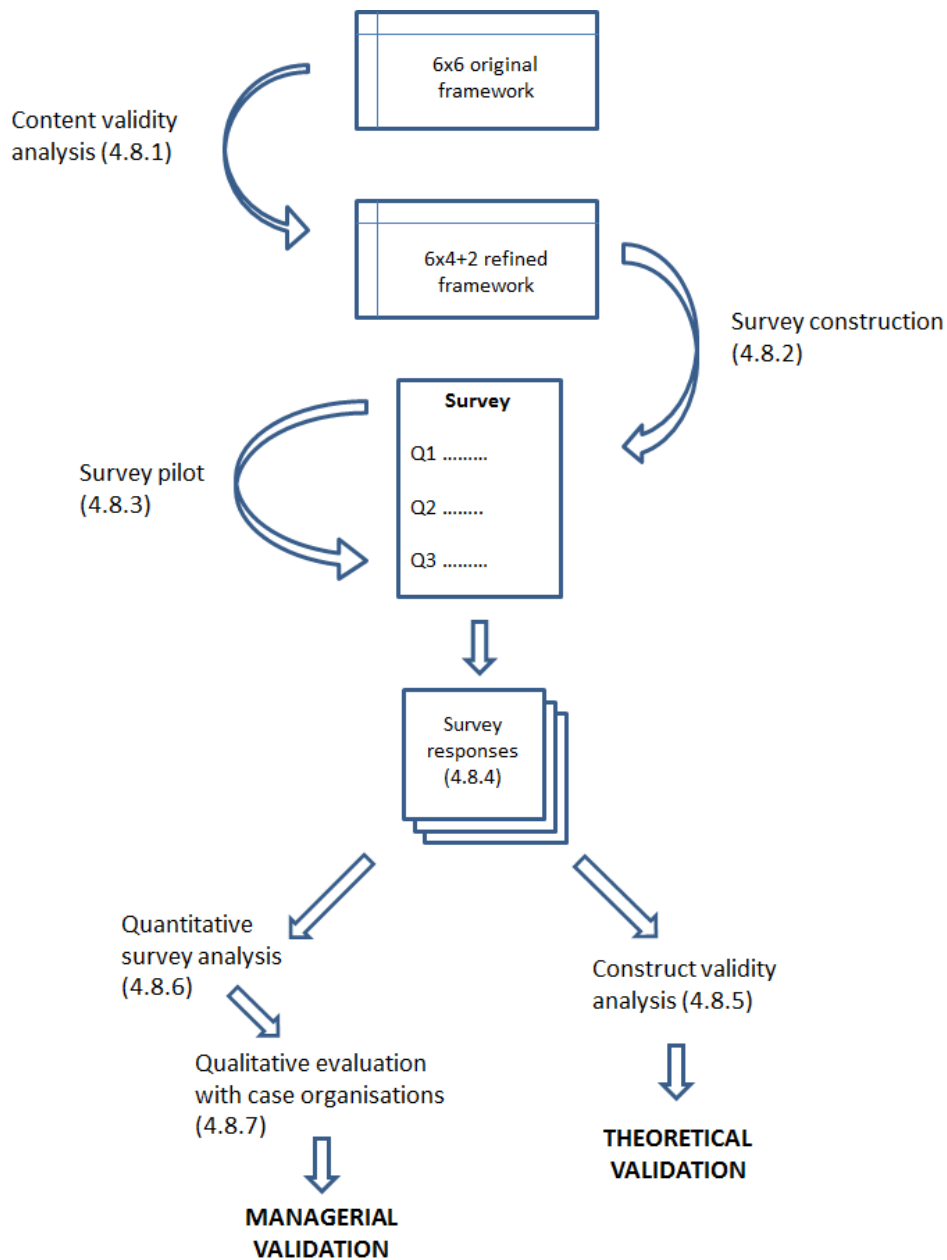 6x6 original
framework
Content validity
analysis (4.8.1)
6x4+2 refined
framework
Survey construction
(4.8.2)
Survey
Q1 .........
Q2 ........
Q3 .........
Survey pilot
(4.8.3)
Survey
responses
(4.8.4)
Quantitative
survey analysis
(4.8.6)
Construct validity
analysis (4.8.5)
Qualitative evaluation
with case organisations
(4.8.7)
THEORETICAL
VALIDATION
MANAGERIAL
VALIDATION